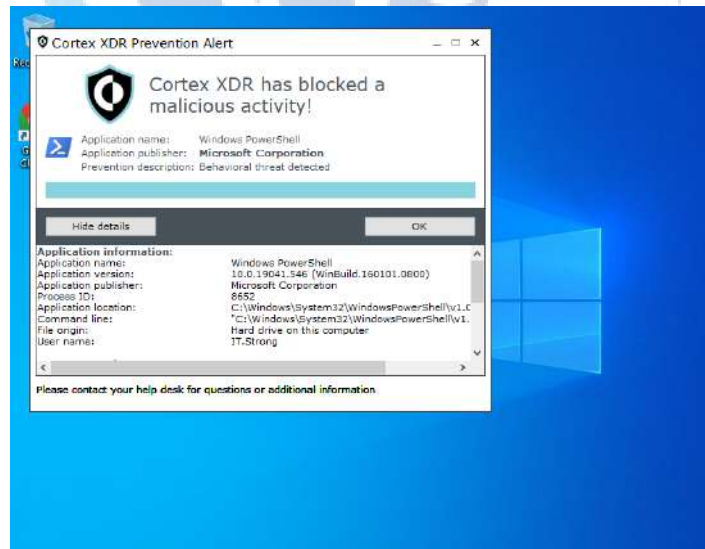 Cortex XDR Prevention Alert
Cortex XDR has blocked a
malicious activity!
Application name: Windows PowerShell
Application publisher: Microsoft Corporation
Prevention description: Behavioral threat detected
Hide details
OK
Application information:
Application name: Windows PowerShell
Application version: 10.0.19041.546 (WinBuild.160101.0800)
Application publisher: Microsoft Corporation
Process ID: 8652
Application location: C:\Windows\System32\WindowsPowerShell\v1.0
Command line: "C:\Windows\System32\WindowsPowerShell\v1.
File origin: Hard drive on this computer
User name: IT.Strong
Please contact your help desk for questions or additional information